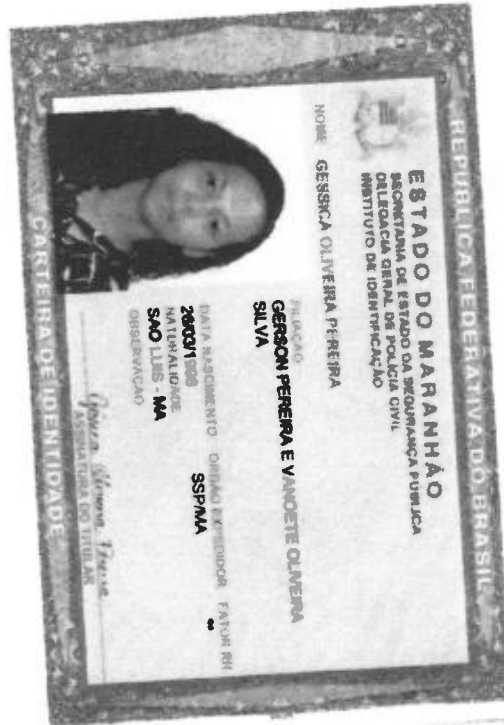 REPUBLICA FEDERATIVA DO BRASIL
ESTADO DO MARANHÃO
SECRETARIA DE ESTADO DA SEGURANÇA PUBLICA
DELEGACIA GERAL DE POLICIA CIVIL
INSTITUTO DE IDENTIFICAÇÃO
NOME GESSICA OLIVEIRA PEREIRA
FILIAÇÃO
GERSON PEREIRA E VANOETE OLIVEIRA
SILVA
DATA NASCIMENTO ORGÃO EXPEDIDOR FATOR RH
SSP/MA
NATURALIDADE
SAO LUIS - MA
OBSERVAÇÃO
ASSINATURA DO TITULAR
CARTEIRA DE IDENTIDADE